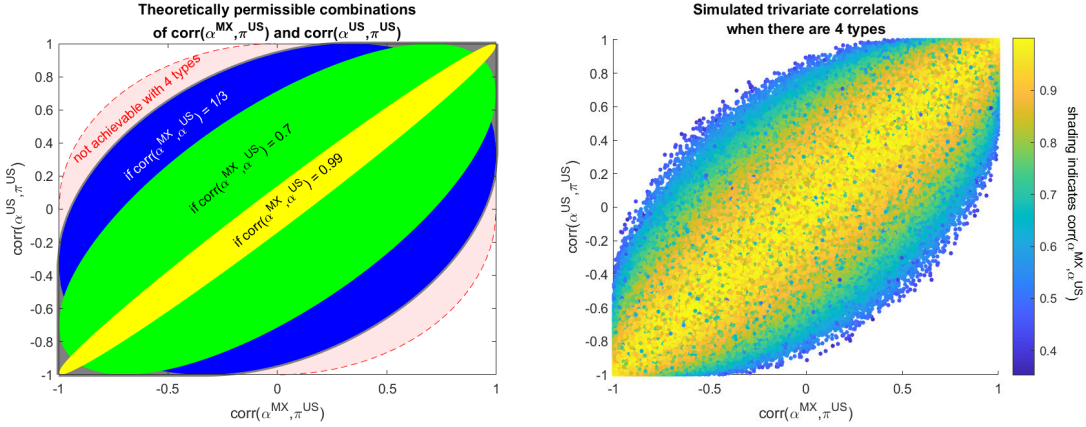 Theoretically permissible combinations
of corr(α^MX,π^US) and corr(α^US,π^US)
1
0.8
0.6
0.4
0.2
0
-0.2
-0.4
-0.6
-0.8
-1
corr(α^US,π^US)
not achievable with 4 types
if corr(α^MX,α^US) = 1/3
if corr(α^MX,α^US) = 0.7
if corr(α^MX,α^US) = 0.99
-1
-0.5
0
0.5
1
corr(α^MX,π^US)
Simulated trivariate correlations
when there are 4 types
1
0.8
0.6
0.4
0.2
0
-0.2
-0.4
-0.6
-0.8
-1
corr(α^US,π^US)
-1
-0.5
0
0.5
1
corr(α^MX,π^US)
0.9
0.8
0.7
0.6
0.5
0.4
shading indicates corr(α^MX,α^US)